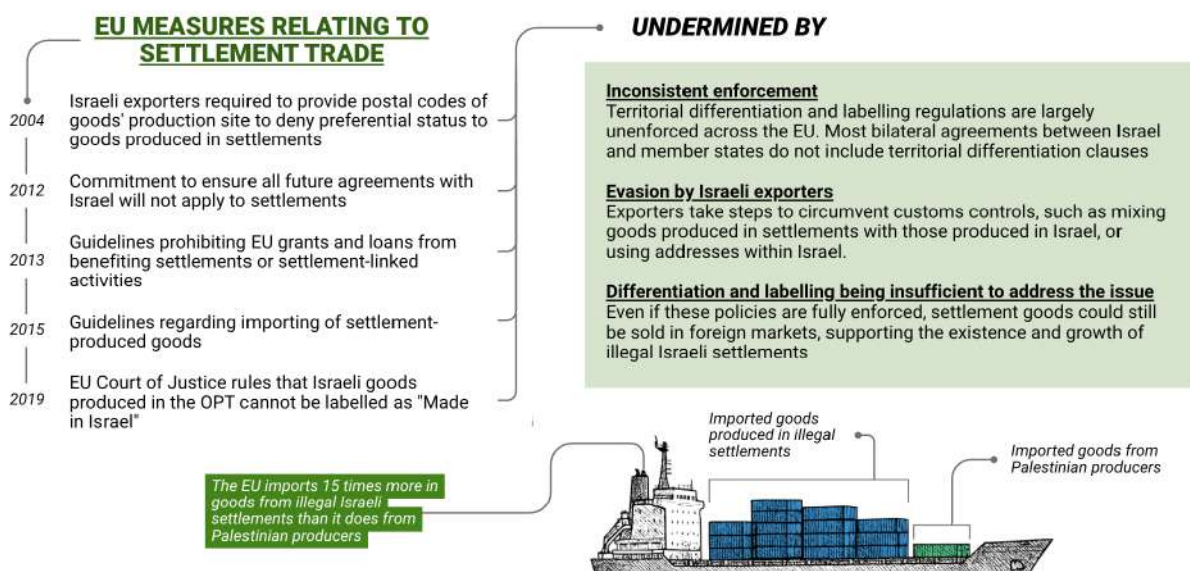 EU MEASURES RELATING TO
SETTLEMENT TRADE
2004
Israeli exporters required to provide postal codes of
goods' production site to deny preferential status to
goods produced in settlements
2012
Commitment to ensure all future agreements with
Israel will not apply to settlements
2013
Guidelines prohibiting EU grants and loans from
benefiting settlements or settlement-linked
activities
2015
Guidelines regarding importing of settlement-
produced goods
2019
EU Court of Justice rules that Israeli goods
produced in the OPT cannot be labelled as "Made
in Israel"
UNDERMINED BY
Inconsistent enforcement
Territorial differentiation and labelling regulations are largely
unenforced across the EU. Most bilateral agreements between Israel
and member states do not include territorial differentiation clauses
Evasion by Israeli exporters
Exporters take steps to circumvent customs controls, such as mixing
goods produced in settlements with those produced in Israel, or
using addresses within Israel.
Differentiation and labelling being insufficient to address the issue
Even if these policies are fully enforced, settlement goods could still
be sold in foreign markets, supporting the existence and growth of
illegal Israeli settlements
The EU imports 15 times more in
goods from illegal Israeli
settlements than it does from
Palestinian producers
Imported goods
produced in illegal
settlements
Imported goods from
Palestinian producers